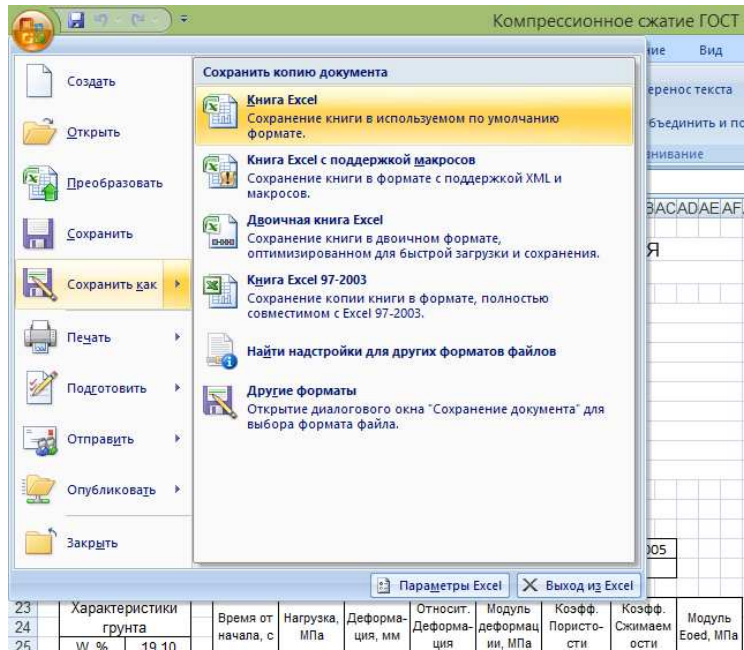 Компрессионное сжатие ГОСТ
Вид
Создать
Открыть
Преобразовать
Сохранить
Сохранить как
Печать
Подготовить
Отправить
Опубликовать
Закрыть
Сохранить копию документа
Книга Excel
Сохранение книги в используемом по умолчанию
формате.
Книга Excel с поддержкой макросов
Сохранение книги в формате с поддержкой XML и
макросов.
Двоичная книга Excel
Сохранение книги в двоичном формате,
оптимизированном для быстрой загрузки и сохранения.
Книга Excel 97-2003
Сохранение копии книги в формате, полностью
совместимом с Excel 97-2003.
Найти надстройки для других форматов файлов
Другие форматы
Открытие диалогового окна "Сохранение документа" для
выбора формата файла.
текста
и
AC AD AE AF
Я
Параметры Excel
Выход из Excel
23
24
25
Характеристики
грунта
W, % 19,10
Время от
начала, с
Нагрузка,
МПа
Деформа-
ция, мм
Относит.
Деформа-
ция
Модуль
деформац
ии, МПа
Коэфф.
Пористо-
сти
Коэфф.
Сжимаем
ости
Модуль
Eoed, МПа